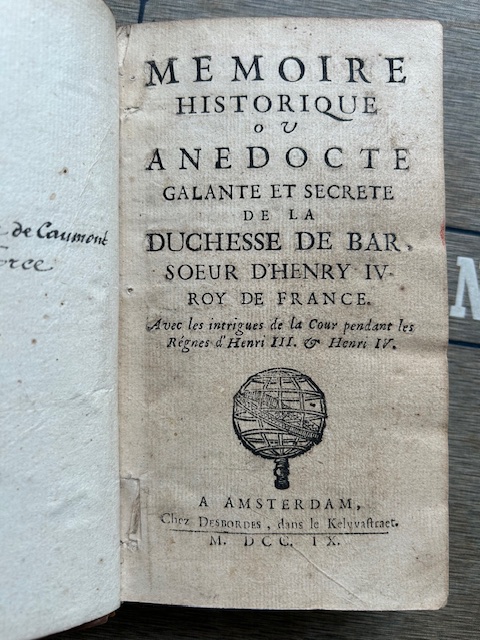 de Caumont
MEMOIRE
HISTORIQUE
OU
ANEDOCTE
GALANTE ET SECRETE
DE LA
DUCHESSE DE BAR,
SOEUR D'HENRY IV.
ROY DE FRANCE.
Avec les intrigues de la Cour pendant les
Régnes d'Henri III. & Henri IV.
A AMSTERDAM,
Chez DESBORDES, dans le Kelyvastraet.
M. DCC. IX.